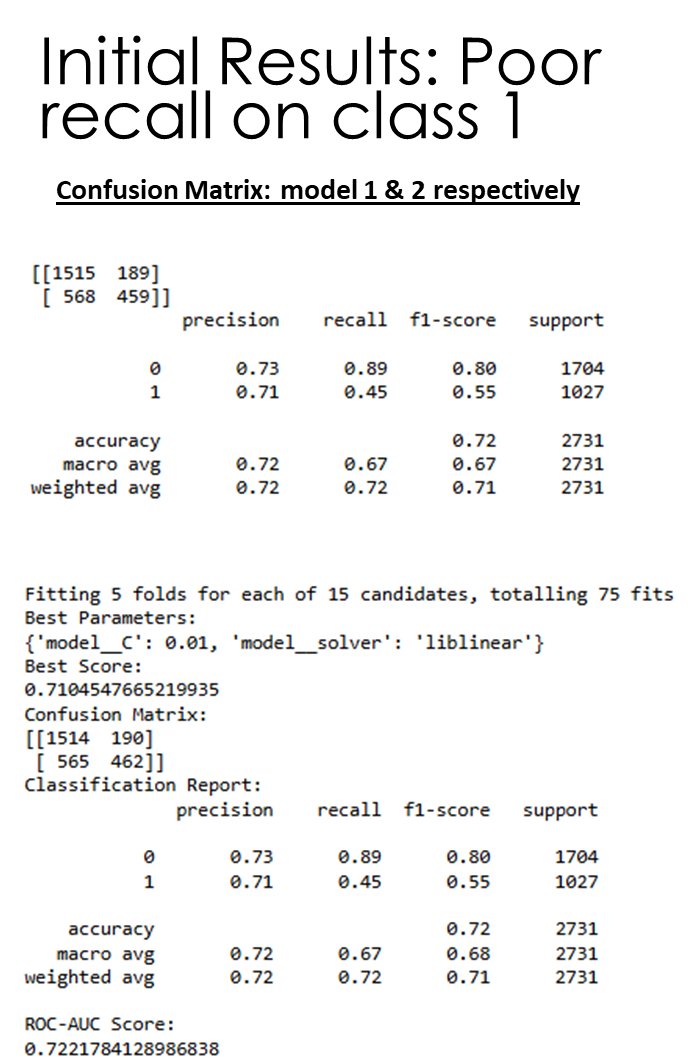 Initial Results: Poor
recall on class 1
Confusion Matrix: model 1 & 2 respectively
[[1515 189]
[ 568 459]]
precision recall f1-score support
0 0.73 0.89 0.80 1704
1 0.71 0.45 0.55 1027
accuracy 0.72 2731
macro avg 0.72 0.67 0.67 2731
weighted avg 0.72 0.72 0.71 2731
Fitting 5 folds for each of 15 candidates, totalling 75 fits
Best Parameters:
{'model__C': 0.01, 'model__solver': 'liblinear'}
Best Score:
0.7104547665219935
Confusion Matrix:
[[1514 190]
[ 565 462]]
Classification Report:
precision recall f1-score support
0 0.73 0.89 0.80 1704
1 0.71 0.45 0.55 1027
accuracy 0.72 2731
macro avg 0.72 0.67 0.68 2731
weighted avg 0.72 0.72 0.71 2731
ROC-AUC Score:
0.7221784128986838